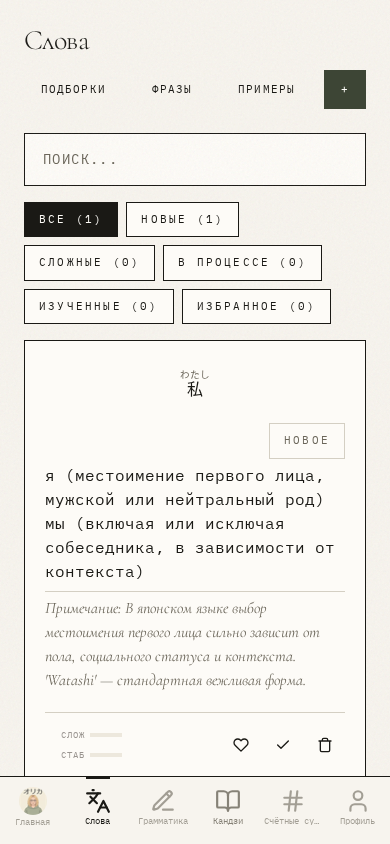 Слова
ПОДБОРКИ ФРАЗЫ ПРИМЕРЫ +
ПОИСК...
ВСЕ (1) НОВЫЕ (1)
СЛОЖНЫЕ (0) В ПРОЦЕССЕ (0)
ИЗУЧЕННЫЕ (0) ИЗБРАННОЕ (0)
わたし
私
НОВОЕ
я (местоимение первого лица,
мужской или нейтральный род)
мы (включая или исключая
собеседника, в зависимости от
контекста)
Примечание: В японском языке выбор
местоимения первого лица сильно зависит от
пола, социального статуса и контекста.
'Watashi' — стандартная вежливая форма.
СЛОЖ
СТАБ
オリカ
Главная Слова Грамматика Кандзи Счётные су… Профиль